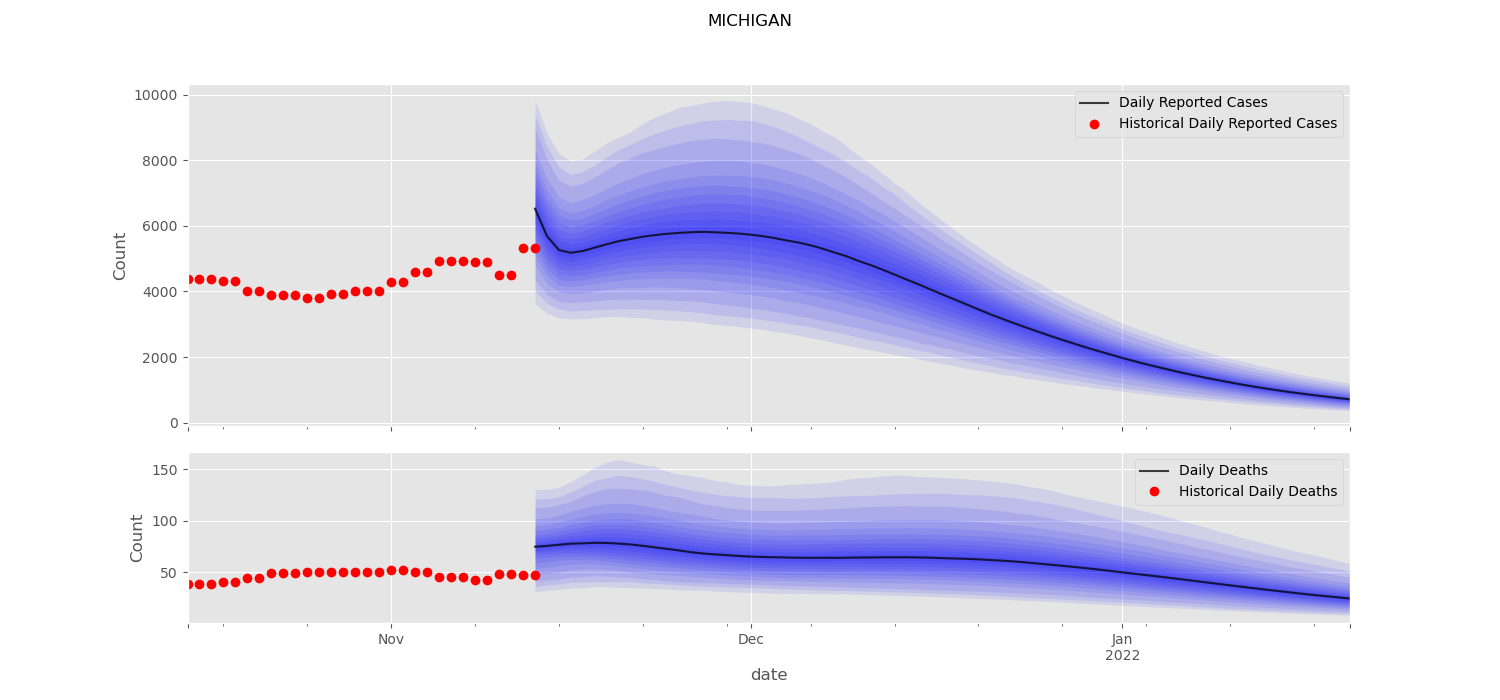 MICHIGAN
10000
8000
6000
4000
2000
0
Count
Daily Reported Cases
Historical Daily Reported Cases
150
100
50
Count
Daily Deaths
Historical Daily Deaths
Nov
Dec
Jan
2022
date